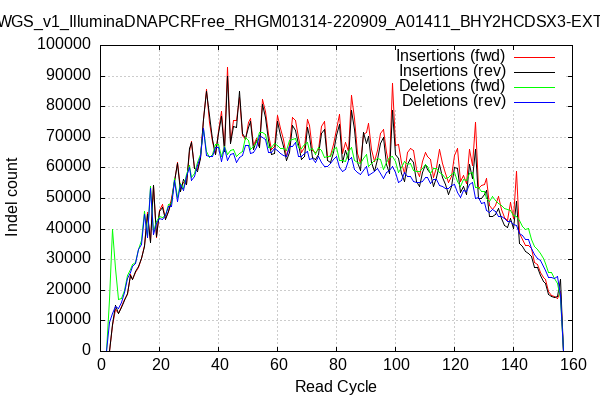 WGS_v1_IlluminaDNAPCRFree_RHGM01314-220909_A01411_BHY2HCDSX3-EXT
Insertions (fwd)
Insertions (rev)
Deletions (fwd)
Deletions (rev)
100000
90000
80000
70000
60000
50000
40000
30000
20000
10000
0
Indel count
0 20 40 60 80 100 120 140 160
Read Cycle